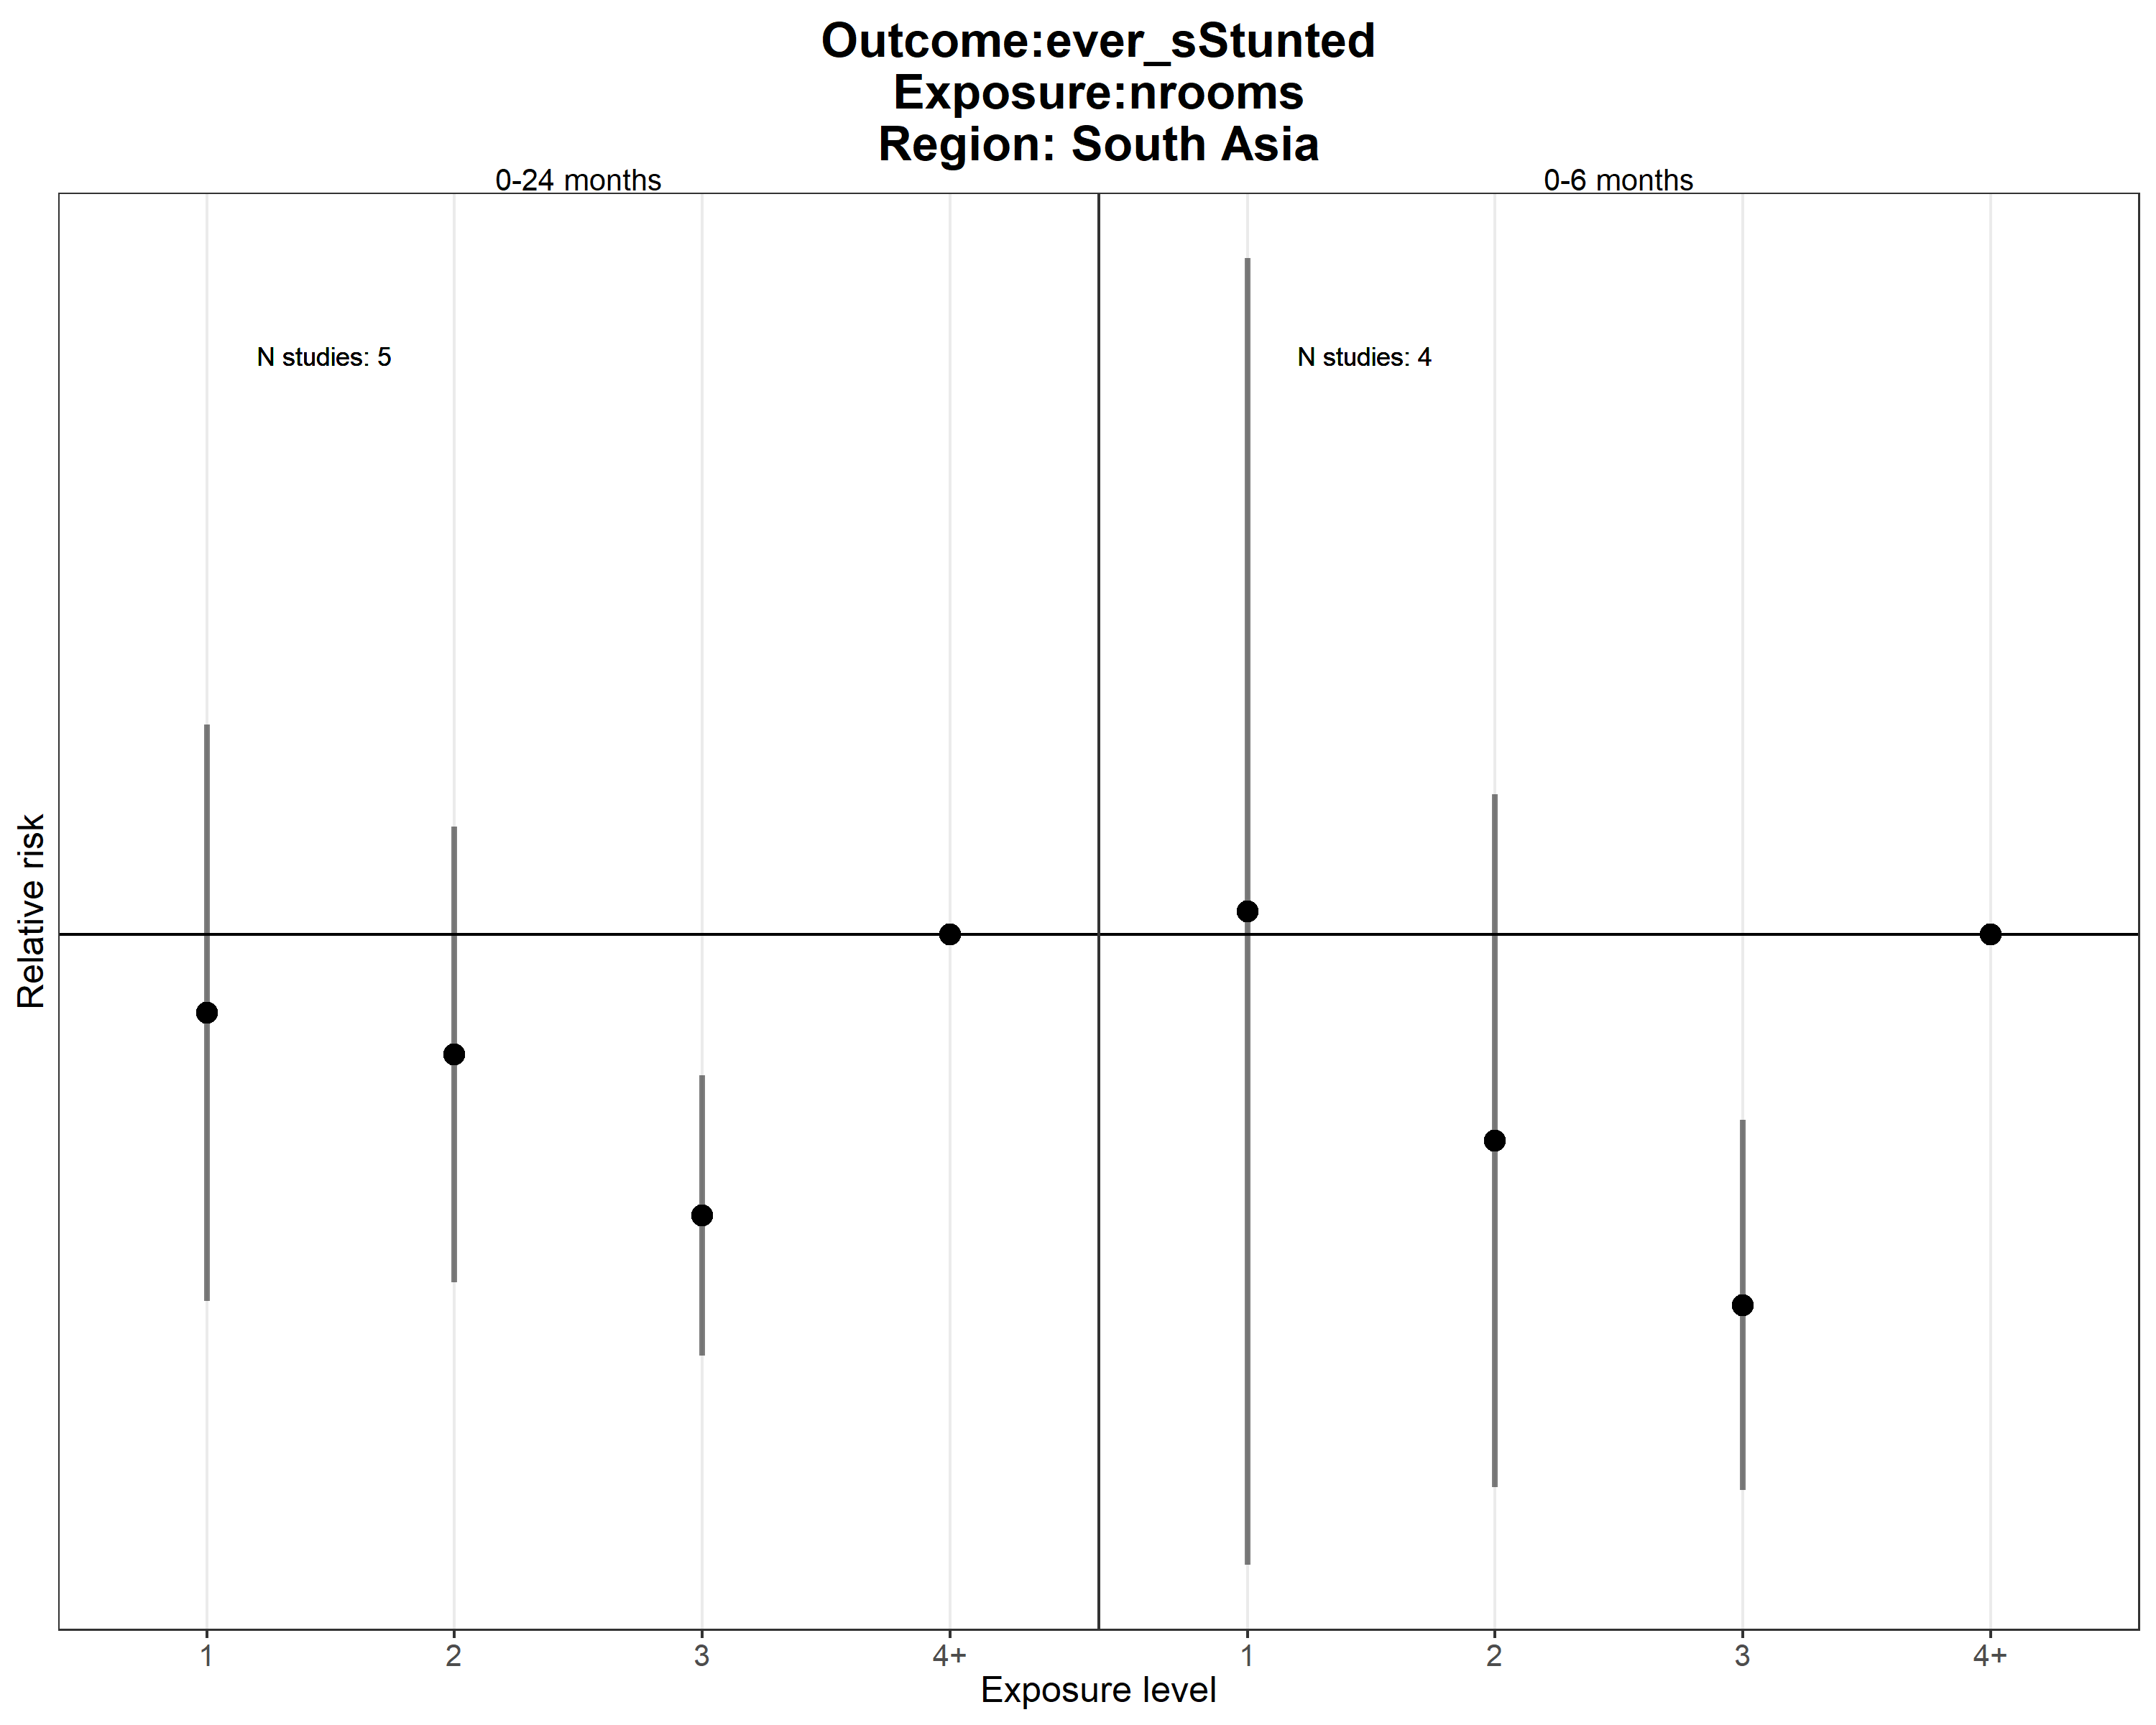 Outcome:ever_sStunted
Exposure:nrooms
Region: South Asia
0-24 months
0-6 months
N studies: 5
N studies: 4
Relative risk
1
2
3
4+
1
2
3
4+
Exposure level